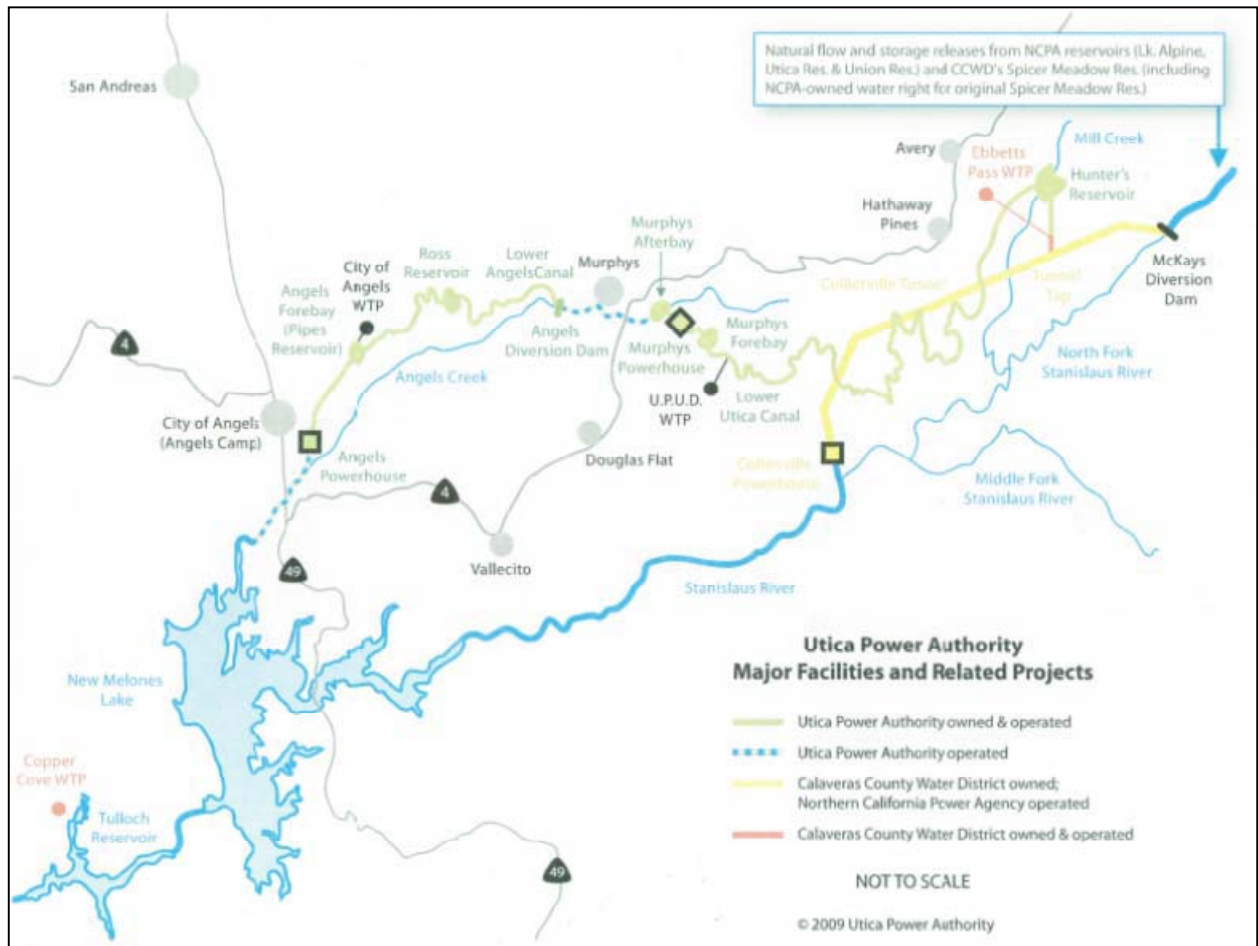 Natural flow and storage releases from NCPA reservoirs (Lk. Alpine,
Utica Res. & Union Res.) and CCWD's Spicer Meadow Res. (including
NCPA-owned water right for original Spicer Meadow Res.)
San Andreas
Avery
Ebbetts
Pass WTP
Mill Creek
Hunter's
Reservoir
Hathaway
Pines
Murphys
Afterbay
Ross
Reservoir
Lower
AngelsCanal
Murphys
City of
Angels
WTP
Angels
Forebay
(Pipes
Reservoir)
McKays
Diversion
Dam
Collierville Tunnel
Tunnel
Tap
Angels
Diversion Dam
Murphys
Powerhouse
Murphys
Forebay
4
Angels Creek
North Fork
Stanislaus River
U.P.U.D.
WTP
Lower
Utica Canal
City of Angels
(Angels Camp)
Angels
Powerhouse
Douglas Flat
Collierville
Powerhouse
Middle Fork
Stanislaus River
4
Vallecito
49
Stanislaus River
New Melones
Lake
Copper
Cove WTP
Tulloch
Reservoir
49
Utica Power Authority
Major Facilities and Related Projects
Utica Power Authority owned & operated
Utica Power Authority operated
Calaveras County Water District owned;
Northern California Power Agency operated
Calaveras County Water District owned & operated
NOT TO SCALE
© 2009 Utica Power Authority